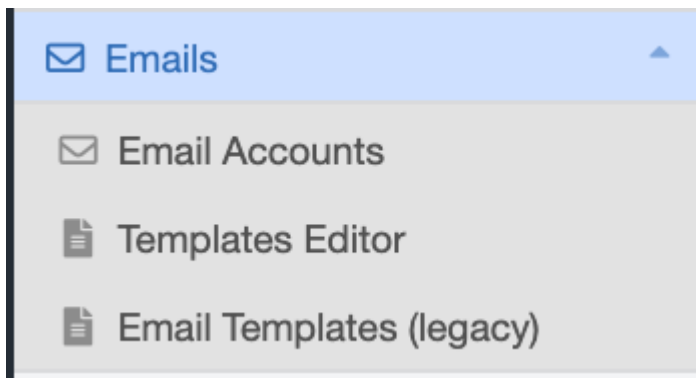 Emails
Email Accounts
Templates Editor
Email Templates (legacy)